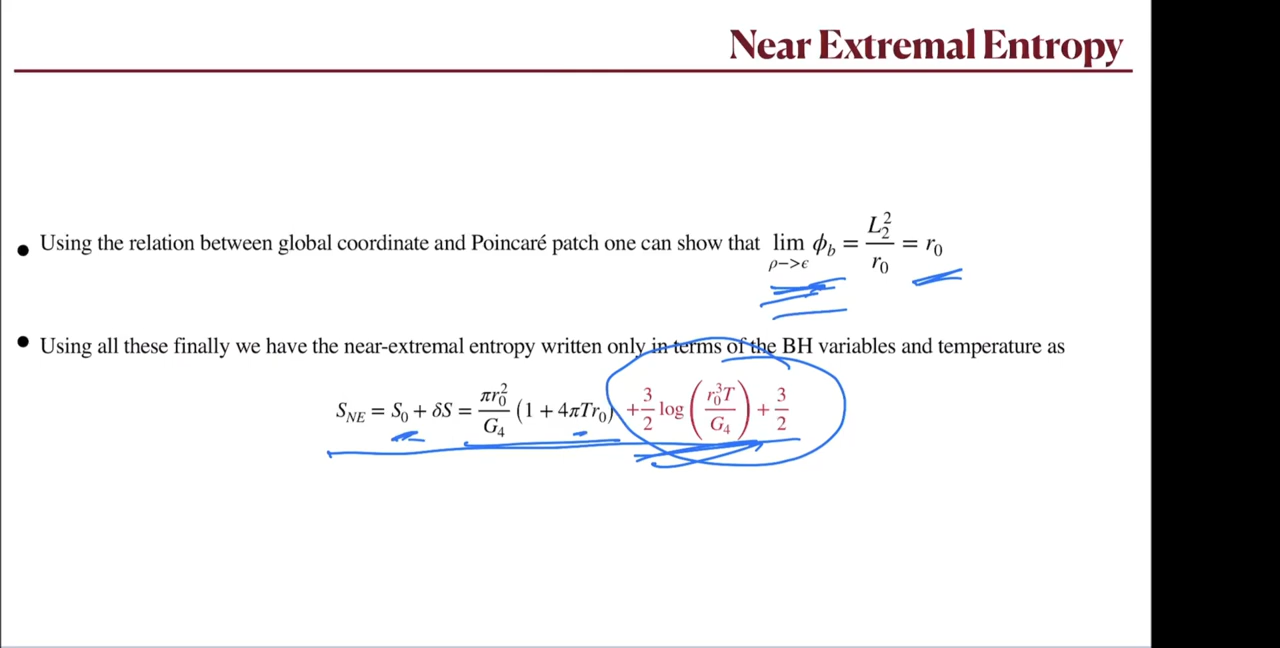 Near Extremal Entropy
• Using the relation between global coordinate and Poincaré patch one can show that lim_{ρ->ϵ} ϕ_b = L_2^2 / r_0 = r_0
• Using all these finally we have the near-extremal entropy written only in terms of the BH variables and temperature as
S_{NE} = S_0 + δS = πr_0^2 / G_4 (1 + 4πTr_0) + 3/2 log (r_0^3 T / G_4) + 3/2